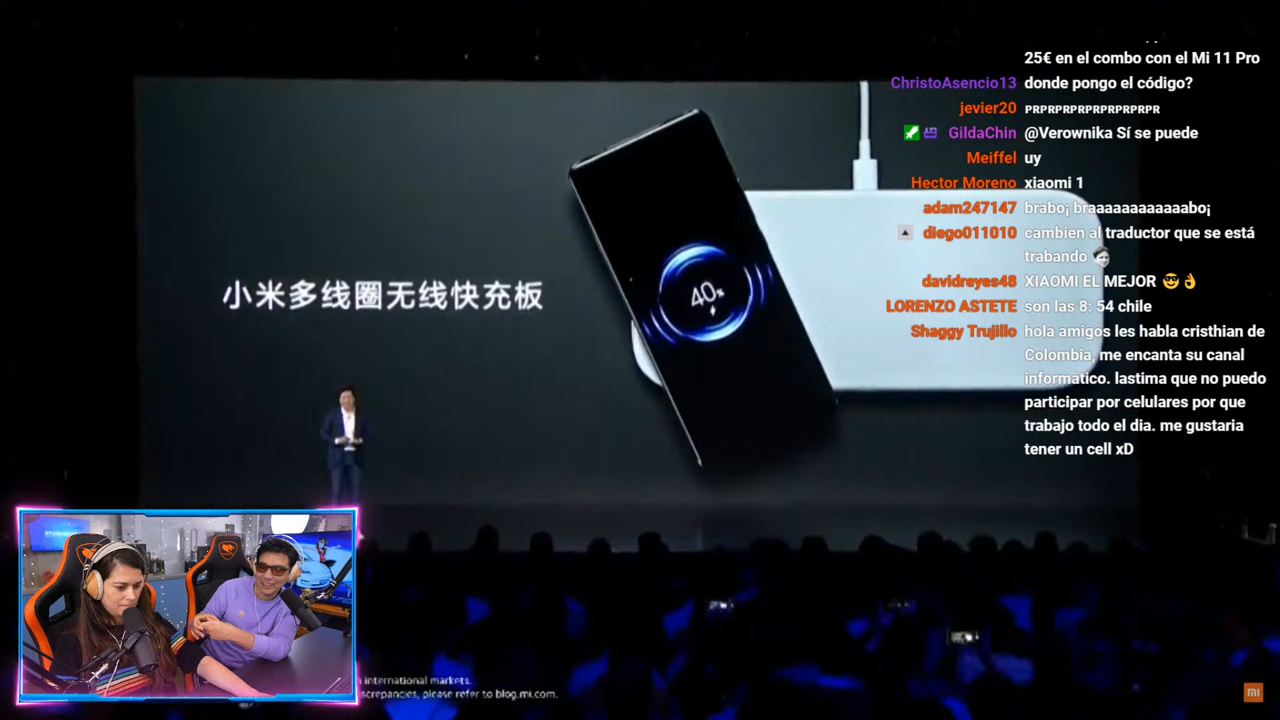 25€ en el combo con el Mi 11 Pro
ChristoAsencio13 donde pongo el código?
jevier20 PRPRPRPRPRPRPRPRPR
GildaChin @Verownika Sí se puede
Meiffel uy
Hector Moreno xiaomi 1
adam247147 brabo¡ braaaaaaaaaaaabo¡
diego011010 cambien al traductor que se está
trabando
davidreyes48 XIAOMI EL MEJOR 😎👌
LORENZO ASTETE son las 8: 54 chile
Shaggy Trujillo hola amigos les habla cristhian de
Colombia, me encanta su canal
informático. lastima que no puedo
participar por celulares por que
trabajo todo el dia. me gustaria
tener un cell xD
小米多线圈无线快充板
40%
n international markets.
screpancies, please refer to blog.mi.com.
mi